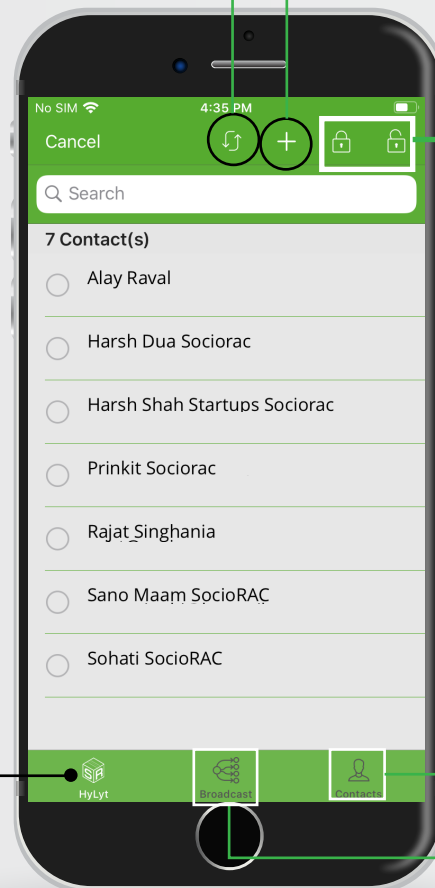 No SIM 4:35 PM
Cancel
Search
7 Contact(s)
Alay Raval
Harsh Dua Sociorac
Harsh Shah Startups Sociorac
Prinkit Sociorac
Rajat Singhania
Sano Maam SocioRAC
Sohati SocioRAC
HyLyt Broadcast Contacts